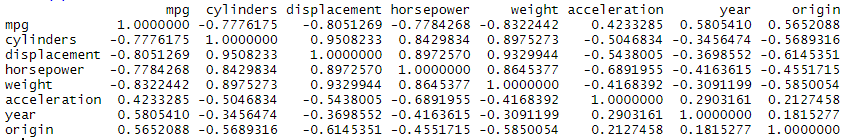 mpg cylinders displacement horsepower weight acceleration year origin
mpg 1.0000000 -0.7776175 -0.8051269 -0.7784268 -0.8322442 0.4233285 0.5805410 0.5652088
cylinders -0.7776175 1.0000000 0.9508233 0.8429834 0.8975273 -0.5046834 -0.3456474 -0.5689316
displacement -0.8051269 0.9508233 1.0000000 0.8972570 0.9329944 -0.5438005 -0.3698552 -0.6145351
horsepower -0.7784268 0.8429834 0.8972570 1.0000000 0.8645377 -0.6891955 -0.4163615 -0.4551715
weight -0.8322442 0.8975273 0.9329944 0.8645377 1.0000000 -0.4168392 -0.3091199 -0.5850054
acceleration 0.4233285 -0.5046834 -0.5438005 -0.6891955 -0.4168392 1.0000000 0.2903161 0.2127458
year 0.5805410 -0.3456474 -0.3698552 -0.4163615 -0.3091199 0.2903161 1.0000000 0.1815277
origin 0.5652088 -0.5689316 -0.6145351 -0.4551715 -0.5850054 0.2127458 0.1815277 1.0000000